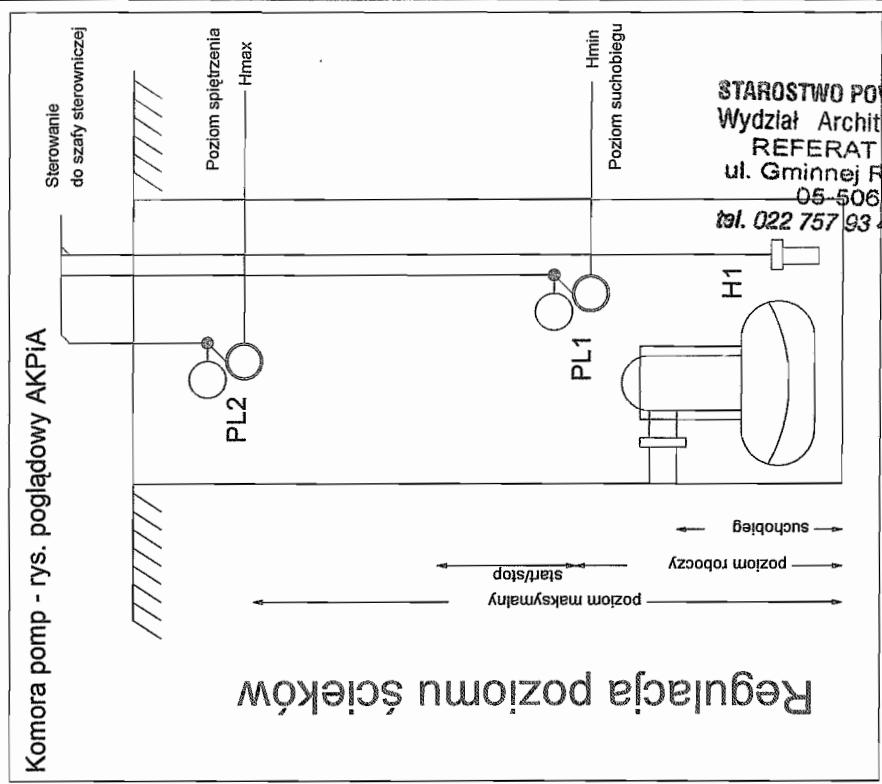 Komora pomp - rys. poglądowy AKPiA
Sterowanie
do szafy sterowniczej
Poziom spiętrzenia
Hmax
Hmin
Poziom suchobiegu
PL2
PL1
H1
STAROSTWO
Wydział
REFERAT
ul. Gminnej
05-506
tel. 022 757 93
suchobieg
poziom roboczy
start/stop
poziom maksymalny
Regulacja poziomu ścieków